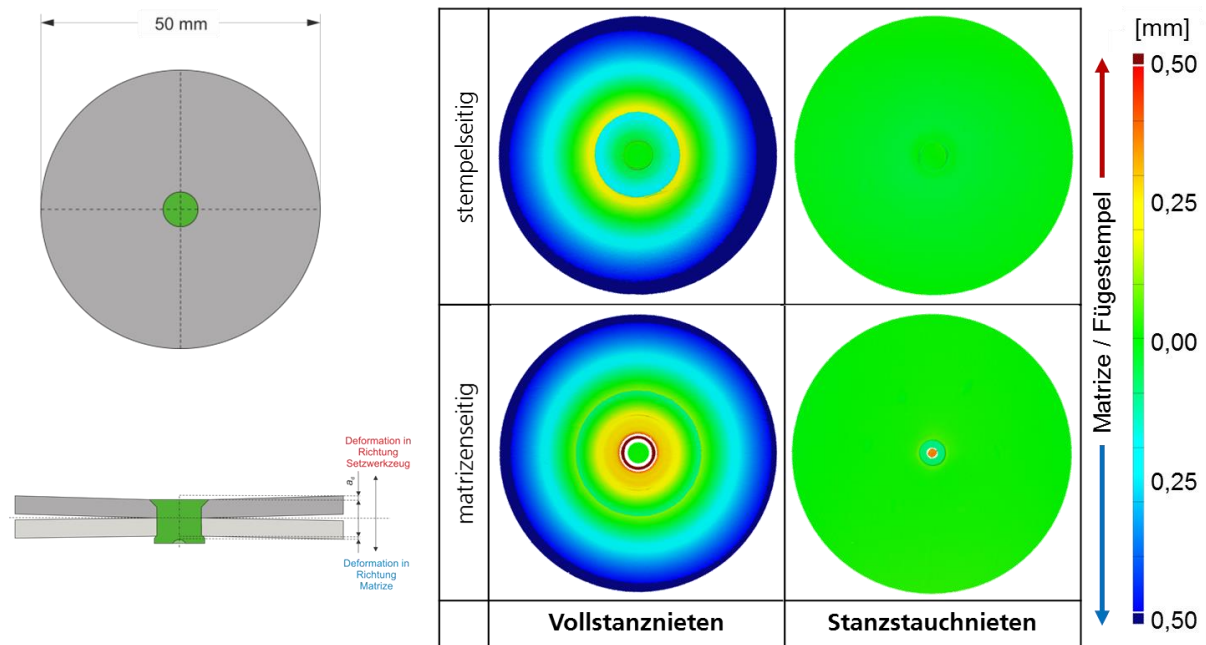 50 mm
Deformation in
Richtung
Setzwerkzeug
a
s
Deformation in
Richtung
Matrize
stempelseitig
matrizenseitig
Vollstanznieten
Stanzstauchnieten
Matrize / Fügestempel
[mm]
0,50
0,25
0,00
0,25
0,50